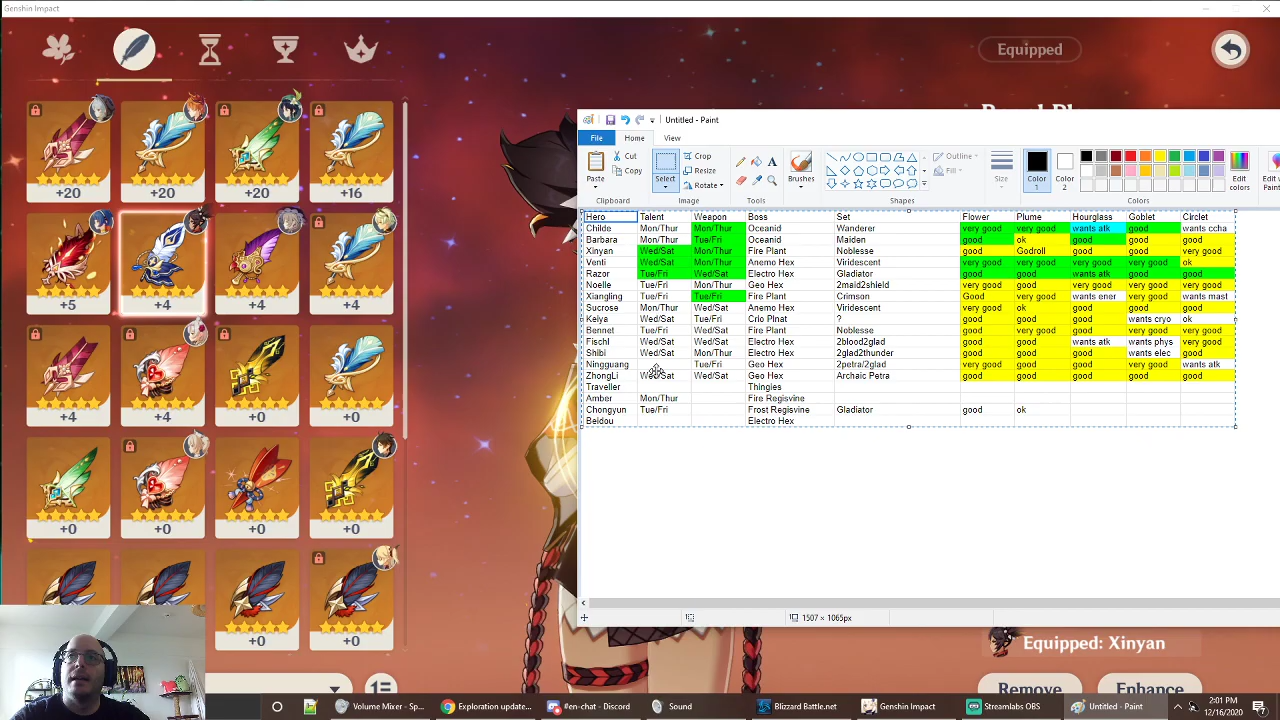 Genshin Impact
Equipped
+20
+20
+20
+16
+5
+4
+4
+4
+4
+4
+0
+0
+0
+0
+0
+0
+0
+0
Untitled - Paint
File Home View
Paste
Cut
Copy
Clipboard
Select
Crop
Resize
Rotate
Image
A
Tools
Brushes
Outline
Fill
Shapes
Size
Color 1
Color 2
Edit colors
Colors
Hero Talent Weapon Boss Set Flower Plume Hourglass Goblet Circlet
Childe Mon/Thur Mon/Thur Oceanid Wanderer very good very good wants atk good wants ccha
Barbara Mon/Thur Tue/Fri Oceanid Maiden good ok good good good
Xinyan Wed/Sat Mon/Thur Fire Plant Noblesse good Godroll good good good
Venti Wed/Sat Mon/Thur Anemo Hex Viridescent very good very good very good very good ok
Razor Tue/Fri Wed/Sat Electro Hex Gladiator good good wants atk good good
Noelle Tue/Fri Mon/Thur Geo Hex 2maid2shield very good very good good good very good
Xiangling Tue/Fri Tue/Fri Fire Plant Crimson Good very good wants ener good wants mast
Sucrose Mon/Thur Wed/Sat Anemo Hex Viridescent very good ok good good good
Keiya Wed/Sat Tue/Fri Crio Plnat ? good good good wants cryo ok
Bennet Tue/Fri Wed/Sat Fire Plant Noblesse good very good good good very good
Fischl Wed/Sat Wed/Sat Electro Hex 2blood2glad good good wants atk wants phys very good
Shibi Wed/Sat Mon/Thur Electro Hex 2glad2thunder good good good wants elec good
Ningguang Tue/Fri Geo Hex 2petra/2glad good very good good very good wants atk
ZhongLi Wed/Sat Wed/Sat Geo Hex Archaic Petra good good good good good
Traveller Thingies
Amber Mon/Thur Fire Regisvine
Chongyun Tue/Fri Frost Regisvine Gladiator good ok
Beidou Electro Hex
1507 × 1065px
Equipped: Xinyan
Remove Enhance
Volume Mixer - Sp... Exploration updat... #en-chat - Discord Sound Blizzard Battle.net Genshin Impact Streamlabs OBS Untitled - Paint
2:01 PM
12/16/2020